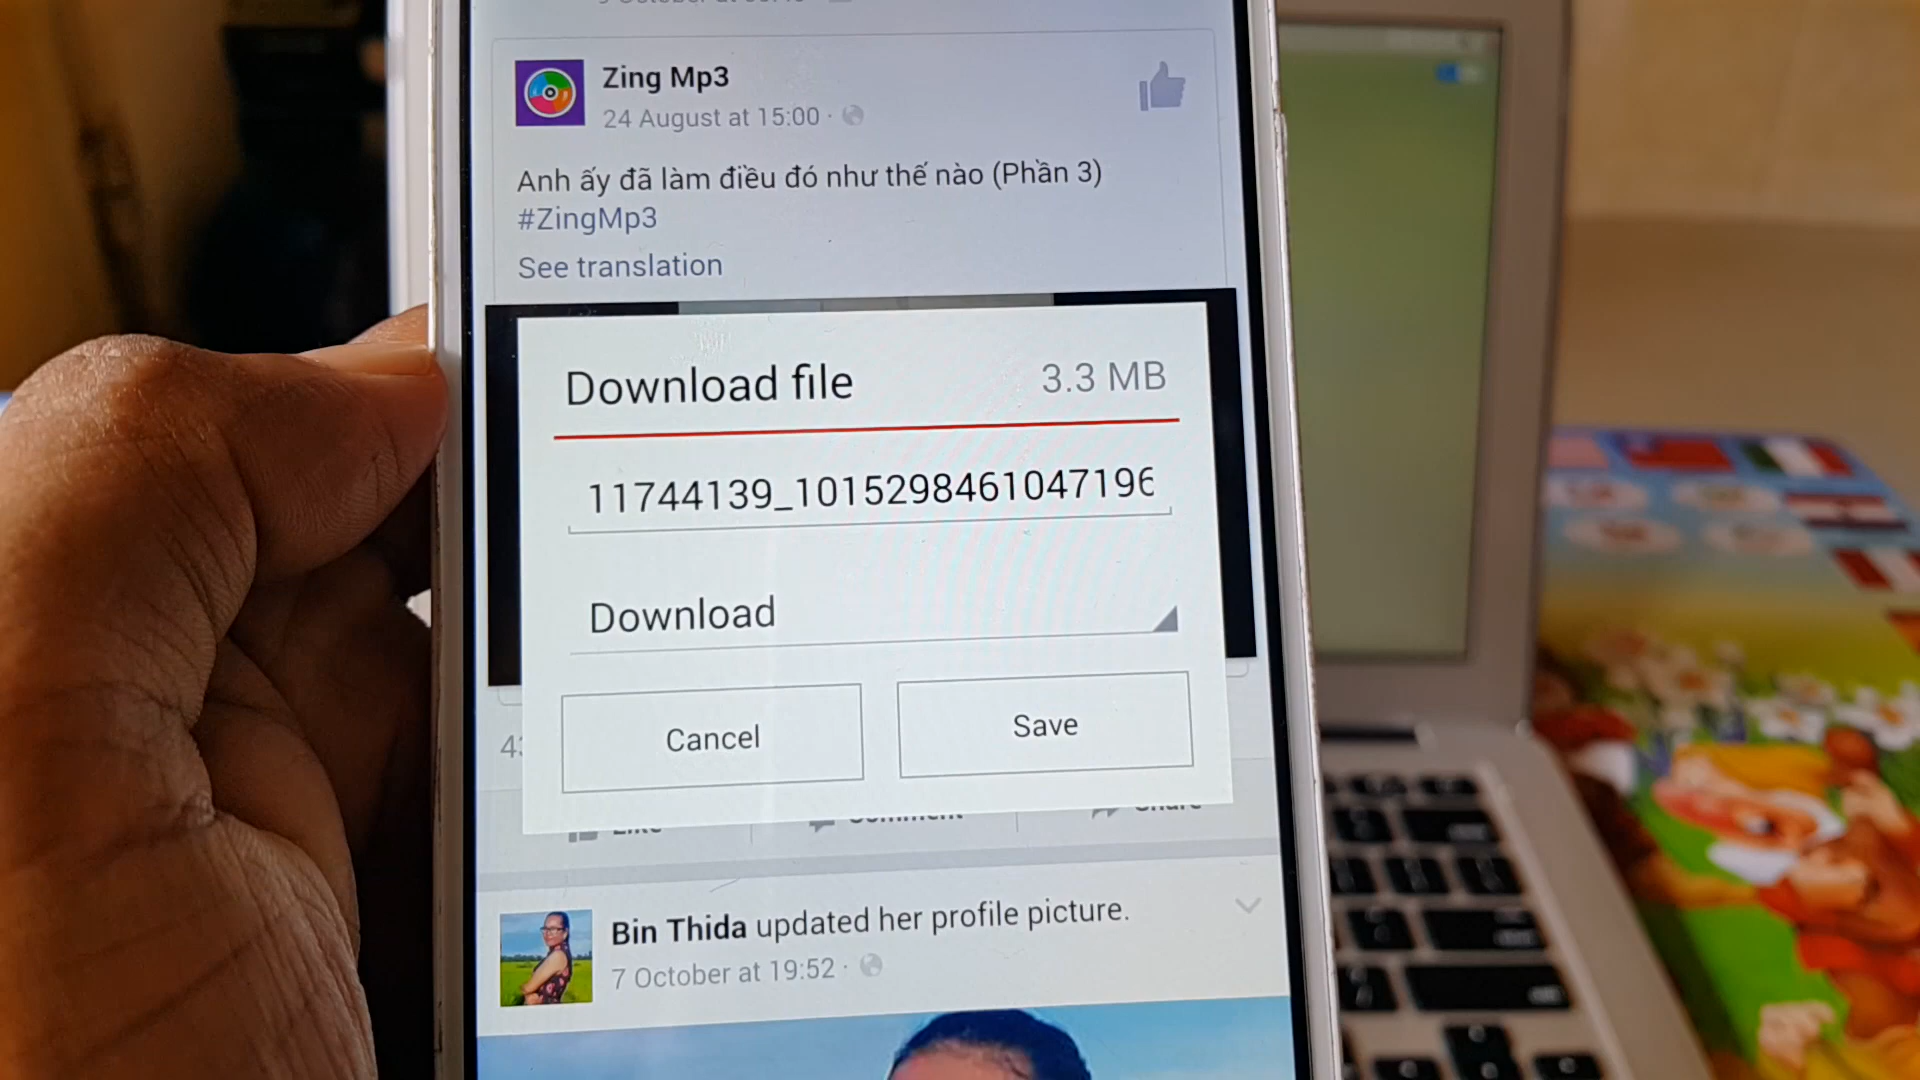 Zing Mp3
24 August at 15:00 ·
Anh ấy đã làm điều đó như thế nào (Phần 3)
#ZingMp3
See translation
Download file 3.3 MB
11744139_1015298461047196
Download
Cancel Save
Bin Thida updated her profile picture.
7 October at 19:52 ·